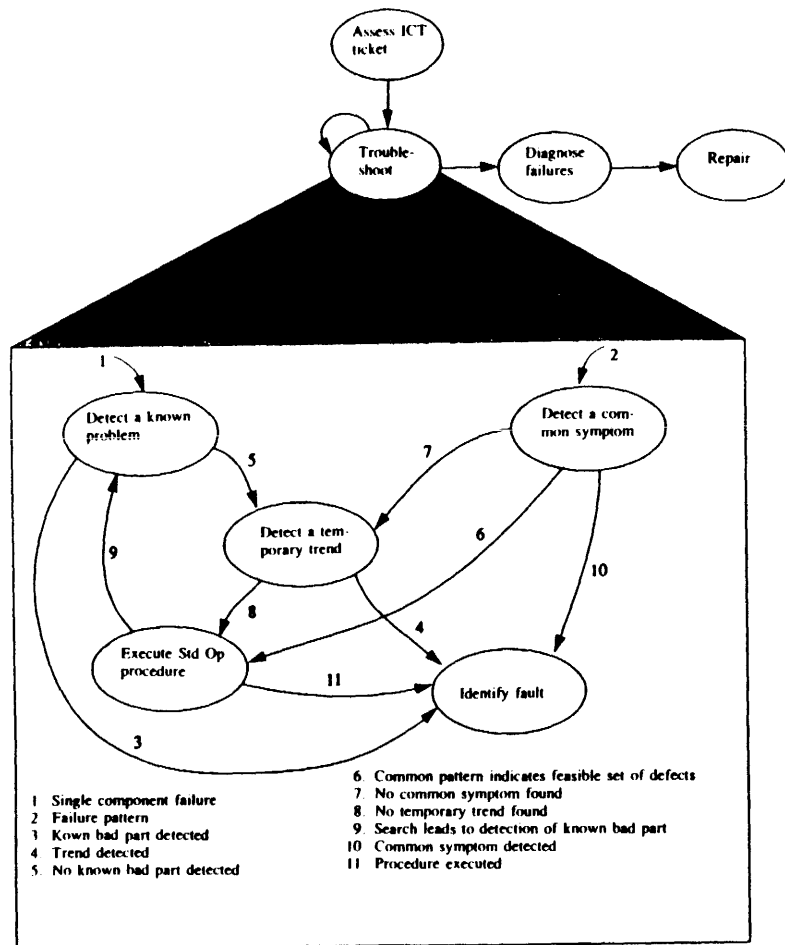 Assess ICT
ticket
Trouble-
shoot
Diagnose
failures
Repair
1
2
Detect a known
problem
Detect a com-
mon symptom
5
7
Detect a tem-
porary trend
9
6
10
8
4
Execute Std Op
procedure
11
Identify fault
3
1 Single component failure
2 Failure pattern
3 Kown bad part detected
4 Trend detected
5. No known bad part detected
6. Common pattern indicates feasible set of defects
7. No common symptom found
8. No temporary trend found
9. Search leads to detection of known bad part
10 Common symptom detected
11 Procedure executed